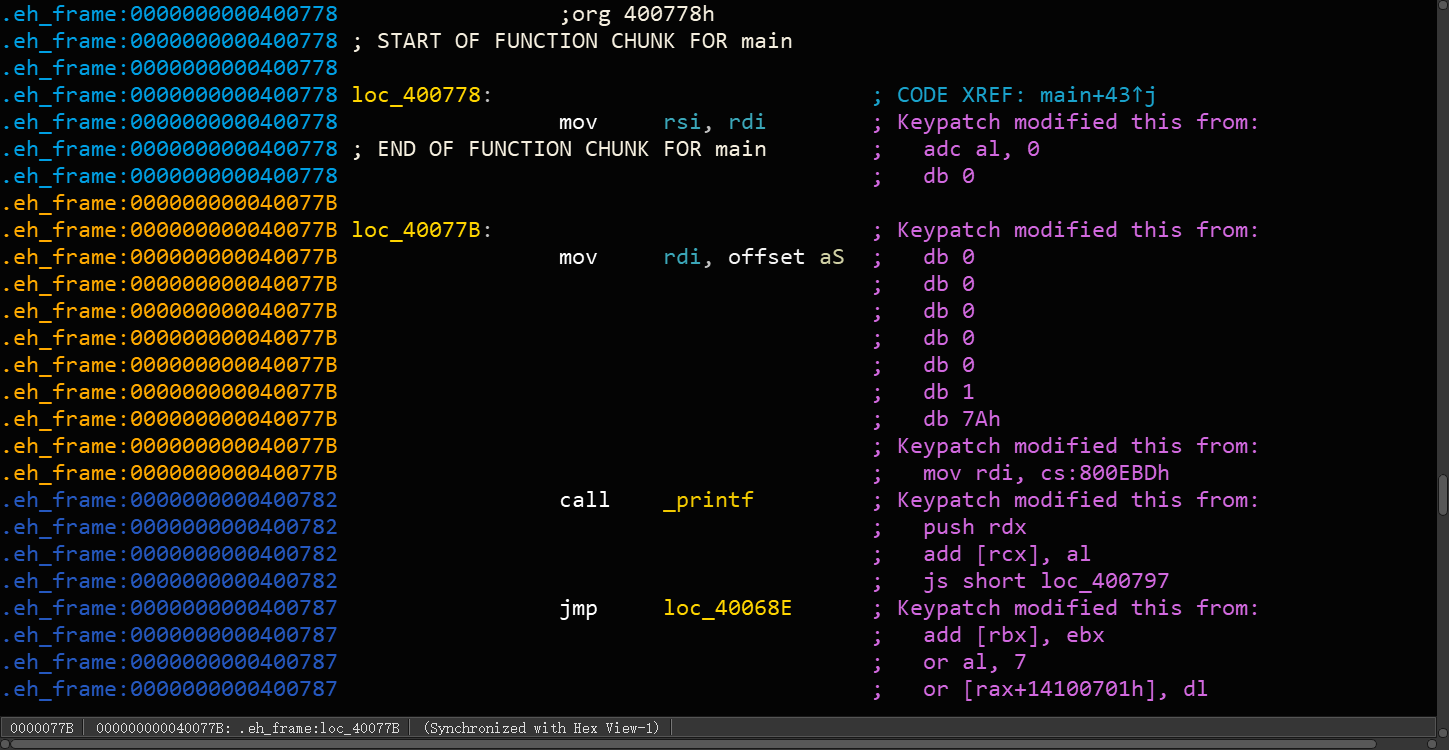 .eh_frame:0000000000400778                 ;org 400778h
.eh_frame:0000000000400778 ; START OF FUNCTION CHUNK FOR main
.eh_frame:0000000000400778
.eh_frame:0000000000400778 loc_400778:                             ; CODE XREF: main+43↑j
.eh_frame:0000000000400778                 mov     rsi, rdi        ; Keypatch modified this from:
.eh_frame:0000000000400778 ; END OF FUNCTION CHUNK FOR main        ;   adc al, 0
.eh_frame:0000000000400778                                         ;   db 0
.eh_frame:000000000040077B
.eh_frame:000000000040077B loc_40077B:                             ; Keypatch modified this from:
.eh_frame:000000000040077B                 mov     rdi, offset aS  ;   db 0
.eh_frame:000000000040077B                                         ;   db 0
.eh_frame:000000000040077B                                         ;   db 0
.eh_frame:000000000040077B                                         ;   db 0
.eh_frame:000000000040077B                                         ;   db 0
.eh_frame:000000000040077B                                         ;   db 1
.eh_frame:000000000040077B                                         ;   db 7Ah
.eh_frame:000000000040077B                                         ; Keypatch modified this from:
.eh_frame:000000000040077B                                         ;   mov rdi, cs:800EBDh
.eh_frame:0000000000400782                 call    _printf         ; Keypatch modified this from:
.eh_frame:0000000000400782                                         ;   push rdx
.eh_frame:0000000000400782                                         ;   add [rcx], al
.eh_frame:0000000000400782                                         ;   js short loc_400797
.eh_frame:0000000000400787                 jmp     loc_40068E      ; Keypatch modified this from:
.eh_frame:0000000000400787                                         ;   add [rbx], ebx
.eh_frame:0000000000400787                                         ;   or al, 7
.eh_frame:0000000000400787                                         ;   or [rax+14100701h], dl
0000077B 000000000040077B: .eh_frame:loc_40077B (Synchronized with Hex View-1)